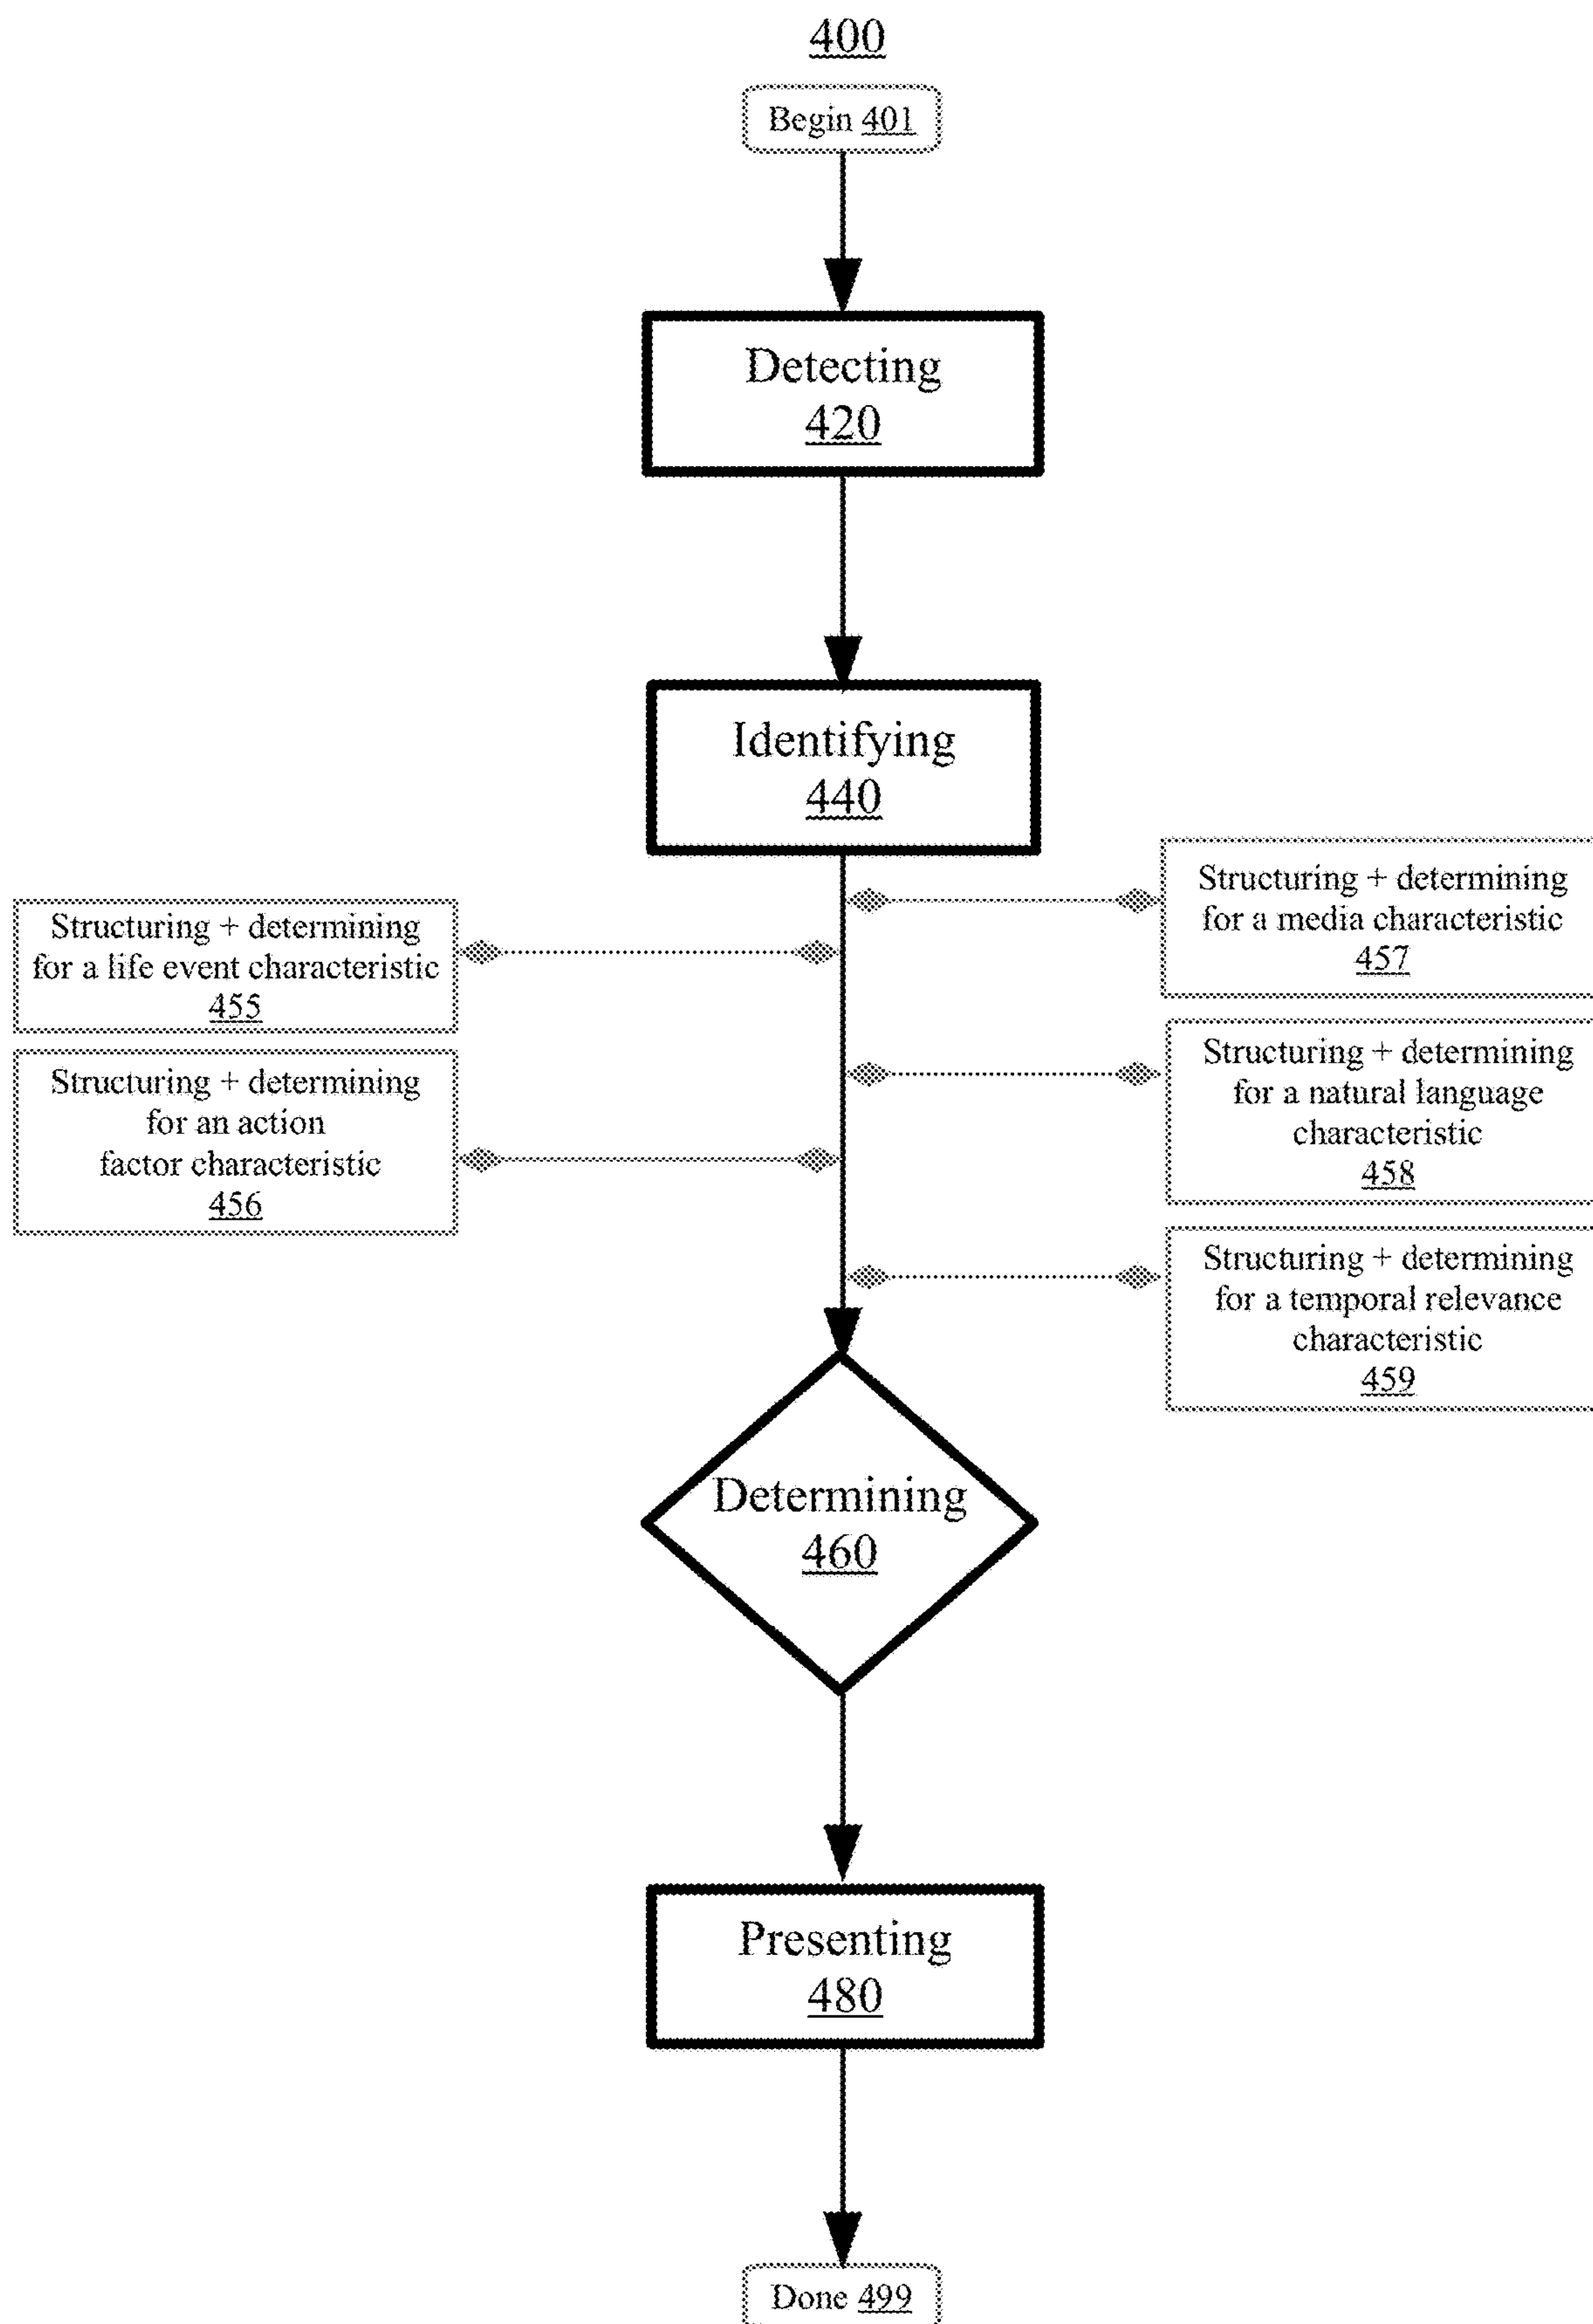 400
Begin 401
Detecting
420
Identifying
440
Structuring + determining
for a media characteristic
457
Structuring + determining
for a life event characteristic
455
Structuring + determining
for a natural language
characteristic
458
Structuring + determining
for an action
factor characteristic
456
Structuring + determining
for a temporal relevance
characteristic
459
Determining
460
Presenting
480
Done 499